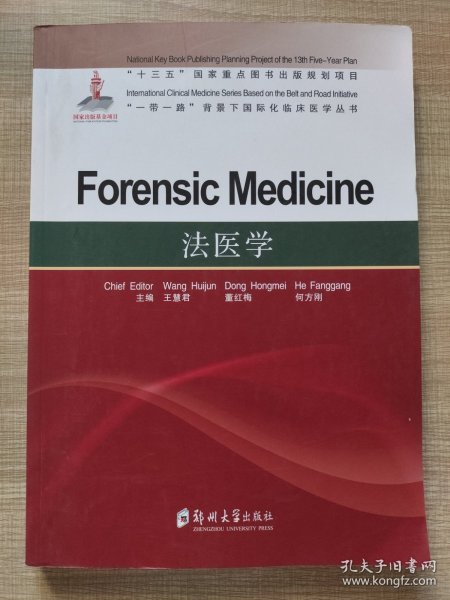 National Key Book Publishing Planning Project of the 13th Five-Year Plan
“十三五”国家重点图书出版规划项目
International Clinical Medicine Series Based on the Belt and Road Initiative
“一带一路”背景下国际化临床医学丛书
国家出版基金项目
Forensic Medicine
法医学
Chief Editor Wang Huijun Dong Hongmei He Fanggang
主编 王慧君 董红梅 何方刚
郑州大学出版社
ZHENGZHOU UNIVERSITY PRESS
孔夫子旧书网
www.kongfz.com